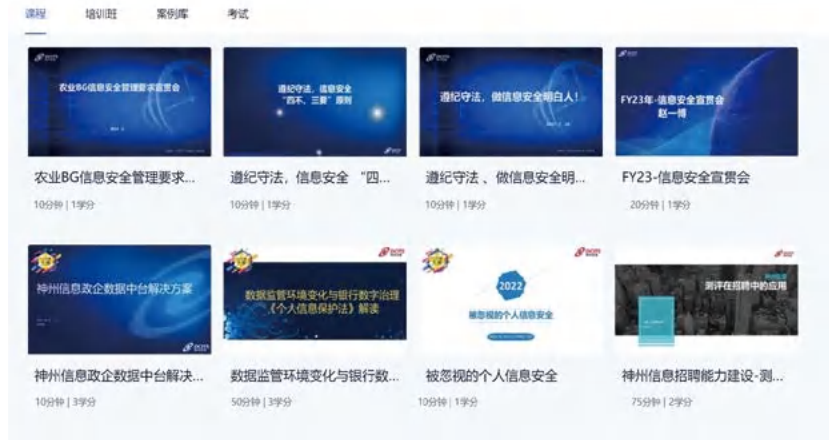 课程 培训班 案例库 考试
农业BG信息安全管理要求宣贯会
遵纪守法，信息安全
“四不、三要”原则
遵纪守法，做信息安全明白人！
FY23年-信息安全宣贯会
赵一博
农业BG信息安全管理要求...
遵纪守法，信息安全 “四...
遵纪守法、做信息安全明...
FY23-信息安全宣贯会
10分钟 | 1学分
10分钟 | 1学分
10分钟 | 1学分
20分钟 | 1学分
神州信息政企数据中台解决方案
数据监管环境变化与银行数字治理
《个人信息保护法》解读
2022
被忽视的个人信息安全
测评在招聘中的应用
神州信息政企数据中台解决...
数据监管环境变化与银行数...
被忽视的个人信息安全
神州信息招聘能力建设-测...
10分钟 | 3学分
50分钟 | 3学分
10分钟 | 1学分
75分钟 | 2学分